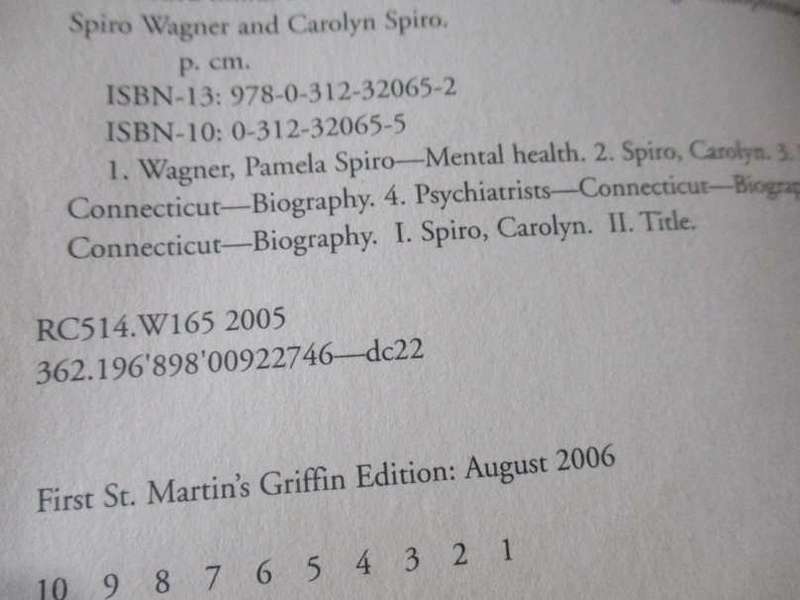 Spiro Wagner and Carolyn Spiro.
p. cm.
ISBN-13: 978-0-312-32065-2
ISBN-10: 0-312-32065-5
1. Wagner, Pamela Spiro—Mental health. 2. Spiro, Carolyn. 3.
Connecticut—Biography. 4. Psychiatrists—Connecticut—Biograp
Connecticut—Biography. I. Spiro, Carolyn. II. Title.
RC514.W165 2005
362.196'898'00922746—dc22
First St. Martin's Griffin Edition: August 2006
10 9 8 7 6 5 4 3 2 1